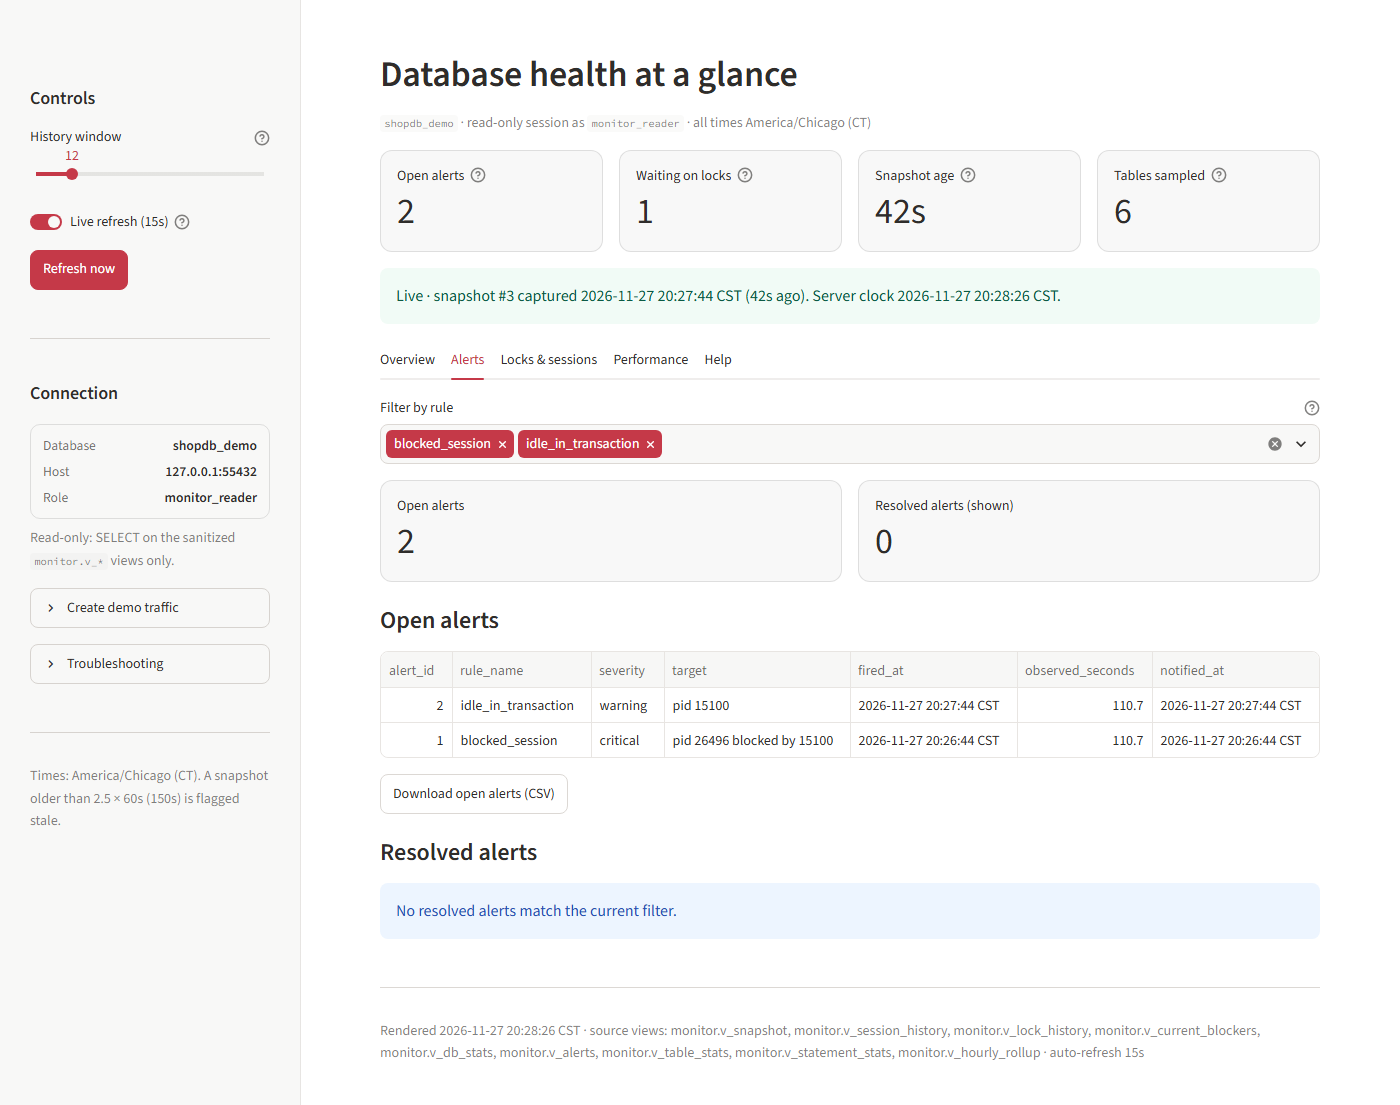 Controls
History window
12
Live refresh (15s)
Refresh now
Connection
Database shopdb_demo
Host 127.0.0.1:55432
Role monitor_reader
Read-only: SELECT on the sanitized
monitor.v_* views only.
Create demo traffic
Troubleshooting
Times: America/Chicago (CT). A snapshot
older than 2.5 × 60s (150s) is flagged
stale.
Database health at a glance
shopdb_demo · read-only session as monitor_reader · all times America/Chicago (CT)
Open alerts
2
Waiting on locks
1
Snapshot age
42s
Tables sampled
6
Live · snapshot #3 captured 2026-11-27 20:27:44 CST (42s ago). Server clock 2026-11-27 20:28:26 CST.
Overview Alerts Locks & sessions Performance Help
Filter by rule
blocked_session × idle_in_transaction ×
Open alerts
2
Resolved alerts (shown)
0
Open alerts
alert_id rule_name severity target fired_at observed_seconds notified_at
2 idle_in_transaction warning pid 15100 2026-11-27 20:27:44 CST 110.7 2026-11-27 20:27:44 CST
1 blocked_session critical pid 26496 blocked by 15100 2026-11-27 20:26:44 CST 110.7 2026-11-27 20:26:44 CST
Download open alerts (CSV)
Resolved alerts
No resolved alerts match the current filter.
Rendered 2026-11-27 20:28:26 CST · source views: monitor.v_snapshot, monitor.v_session_history, monitor.v_lock_history, monitor.v_current_blockers,
monitor.v_db_stats, monitor.v_alerts, monitor.v_table_stats, monitor.v_statement_stats, monitor.v_hourly_rollup · auto-refresh 15s